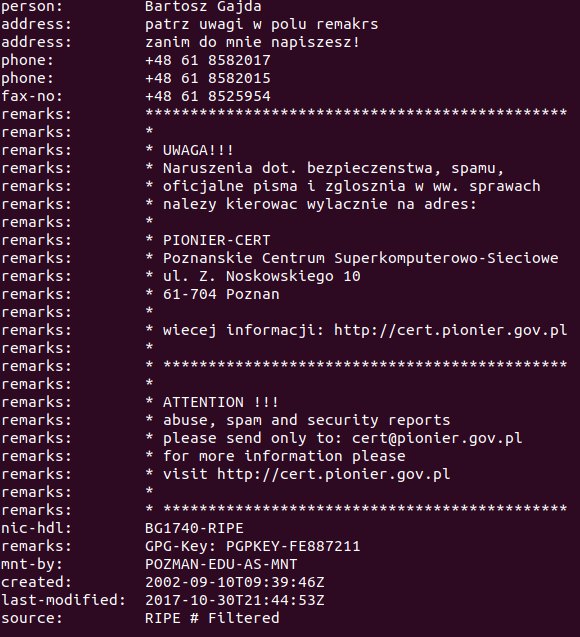 person: Bartosz Gajda
address: patrz uwagi w polu remakrs
address: zanim do mnie napiszesz!
phone: +48 61 8582017
phone: +48 61 8582015
fax-no: +48 61 8525954
remarks: ***********************************************
remarks: *
remarks: * UWAGA!!!
remarks: * Naruszenia dot. bezpieczenstwa, spamu,
remarks: * oficjalne pisma i zglosznia w ww. sprawach
remarks: * nalezy kierowac wylacznie na adres:
remarks: *
remarks: * PIONIER-CERT
remarks: * Poznanskie Centrum Superkomputerowo-Sieciowe
remarks: * ul. Z. Noskowskiego 10
remarks: * 61-704 Poznan
remarks: *
remarks: * wiecej informacji: http://cert.pionier.gov.pl
remarks: *
remarks: * *********************************************
remarks: *
remarks: * ATTENTION !!!
remarks: * abuse, spam and security reports
remarks: * please send only to: cert@pionier.gov.pl
remarks: * for more information please
remarks: * visit http://cert.pionier.gov.pl
remarks: *
remarks: * *********************************************
nic-hdl: BG1740-RIPE
remarks: GPG-Key: PGPKEY-FE887211
mnt-by: POZMAN-EDU-AS-MNT
created: 2002-09-10T09:39:46Z
last-modified: 2017-10-30T21:44:53Z
source: RIPE # Filtered